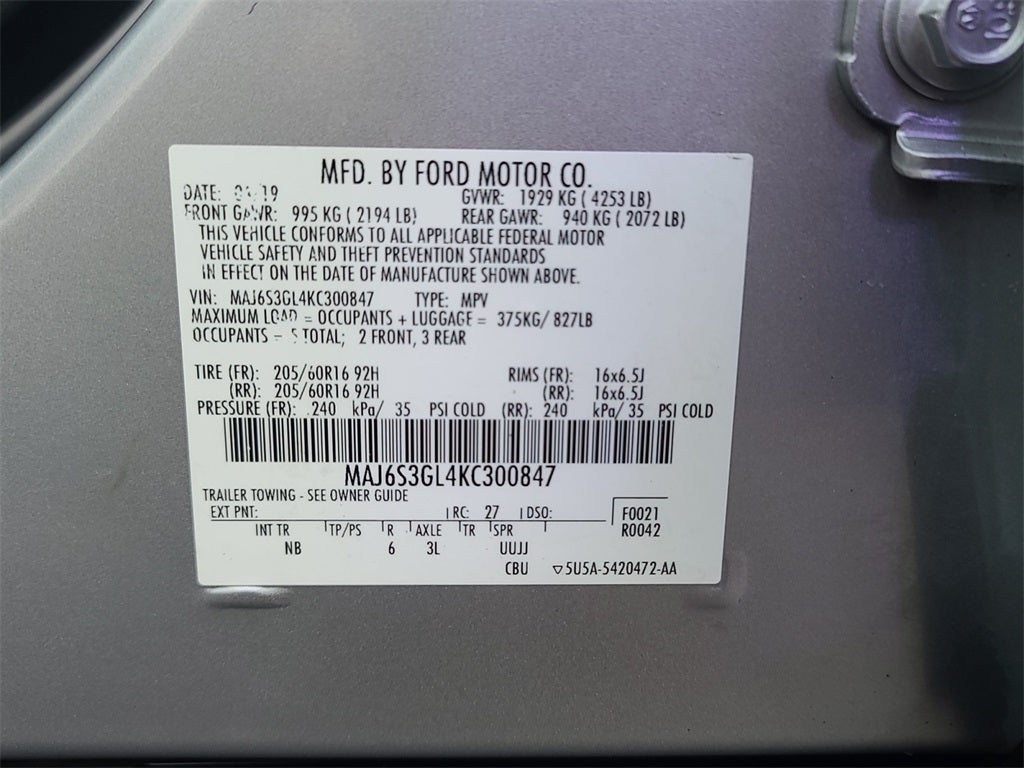 MFD. BY FORD MOTOR CO.
DATE: 01/19 GVWR: 1929 KG ( 4253 LB)
FRONT GAWR: 995 KG ( 2194 LB) REAR GAWR: 940 KG ( 2072 LB)
THIS VEHICLE CONFORMS TO ALL APPLICABLE FEDERAL MOTOR
VEHICLE SAFETY AND THEFT PREVENTION STANDARDS
IN EFFECT ON THE DATE OF MANUFACTURE SHOWN ABOVE.
VIN: MAJ6S3GL4KC300847 TYPE: MPV
MAXIMUM LOAD = OCCUPANTS + LUGGAGE = 375KG/ 827LB
OCCUPANTS = 5 TOTAL; 2 FRONT, 3 REAR
TIRE (FR): 205/60R16 92H RIMS (FR): 16x6.5J
(RR): 205/60R16 92H (RR): 16x6.5J
PRESSURE (FR): 240 kPa/ 35 PSI COLD (RR): 240 kPa/ 35 PSI COLD
MAJ6S3GL4KC300847
TRAILER TOWING - SEE OWNER GUIDE
EXT PNT: RC: 27 DSO: F0021
R0042
INT TR TP/PS R AXLE TR SPR
NB 6 3L UUJJ
CBU ▽5U5A-5420472-AA